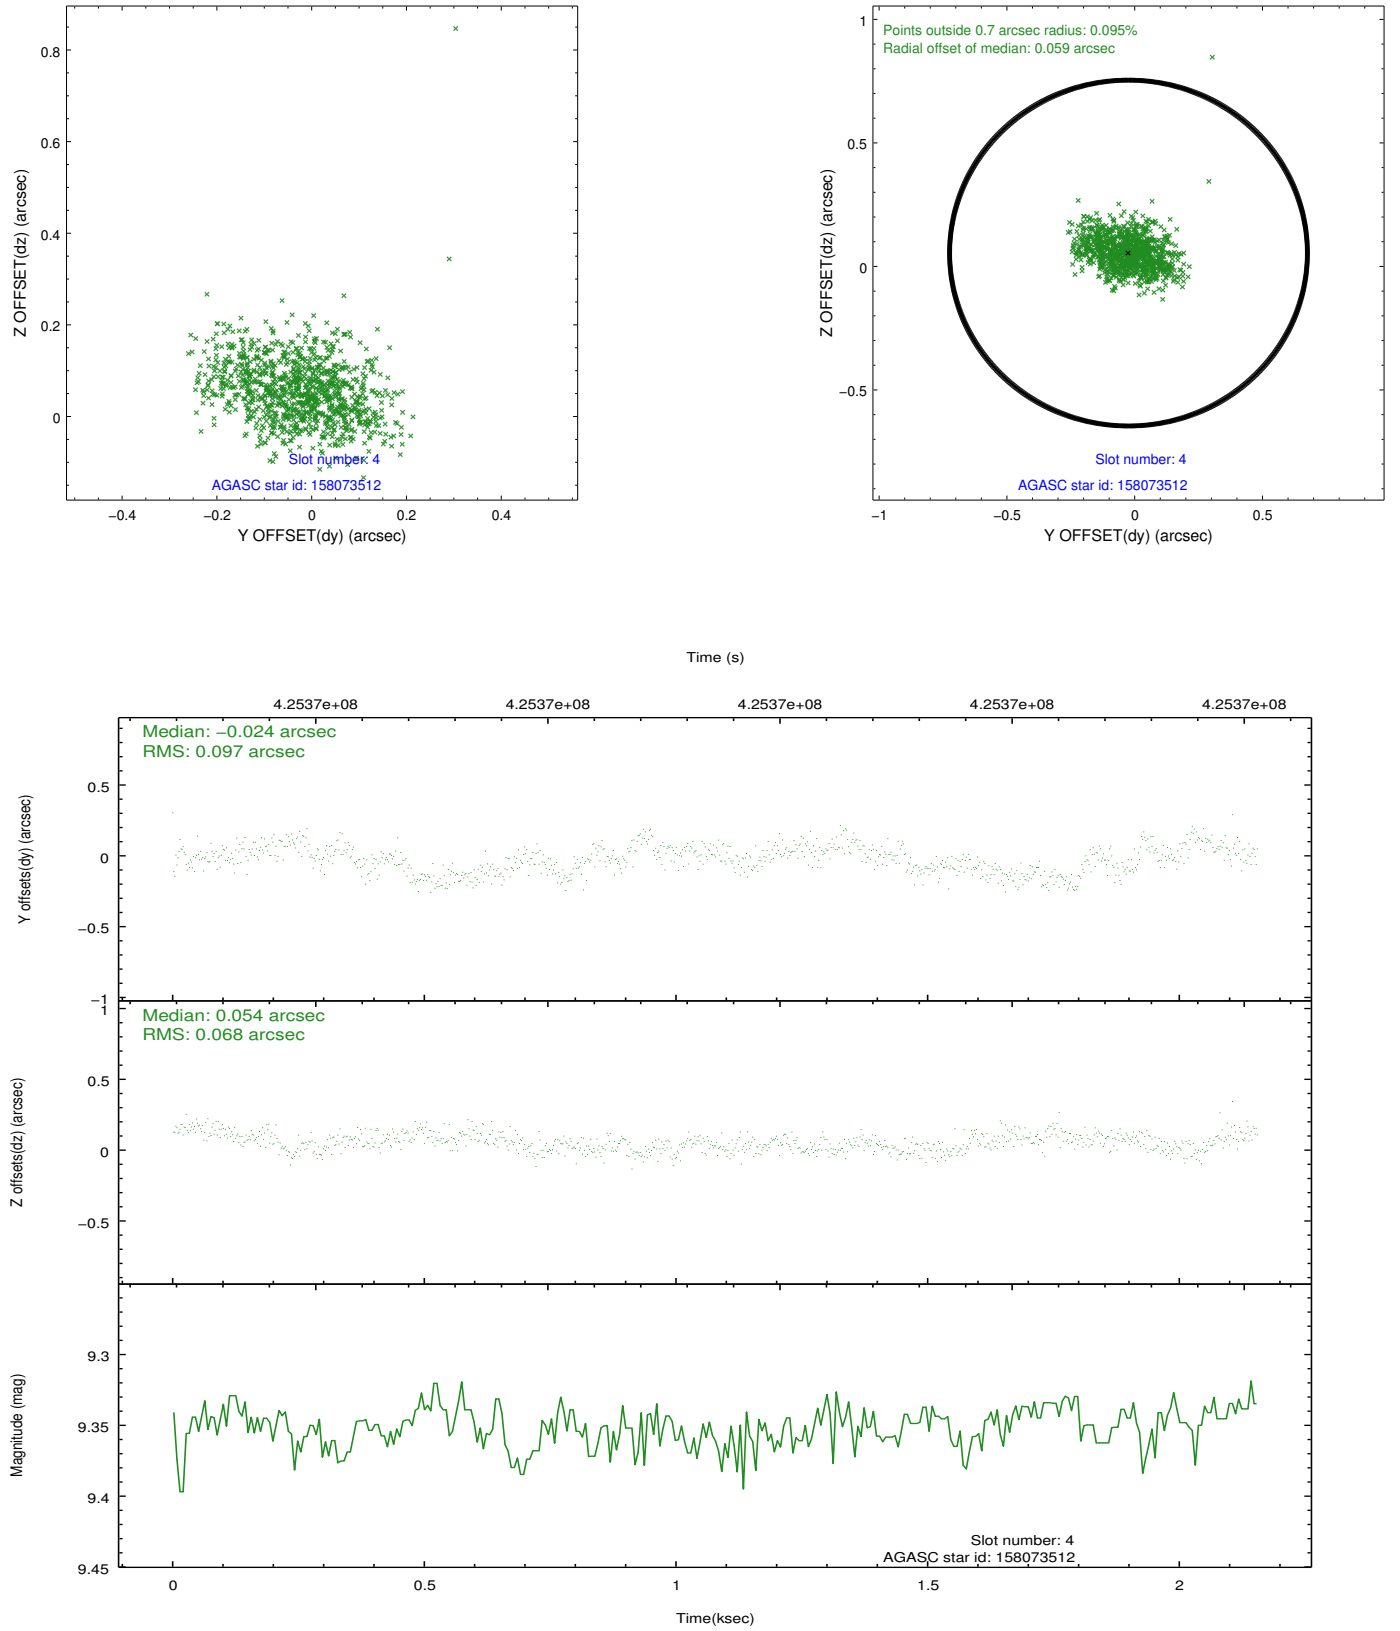 0.8
0.6
0.4
0.2
0
Z OFFSET(dz) (arcsec)
Slot number: 4
AGASC star id: 158073512
−0.4 −0.2 0 0.2 0.4
Y OFFSET(dy) (arcsec)
Points outside 0.7 arcsec radius: 0.095%
Radial offset of median: 0.059 arcsec
1
0.5
0
−0.5
Z OFFSET(dz) (arcsec)
Slot number: 4
AGASC star id: 158073512
−1 −0.5 0 0.5
Y OFFSET(dy) (arcsec)
Time (s)
4.2537e+08 4.2537e+08 4.2537e+08 4.2537e+08 4.2537e+08
Median: −0.024 arcsec
RMS: 0.097 arcsec
0.5
0
−0.5
−1
Y offsets(dy) (arcsec)
Median: 0.054 arcsec
RMS: 0.068 arcsec
1
0.5
0
−0.5
Z offsets(dz) (arcsec)
9.3
9.35
9.4
9.45
Magnitude (mag)
Slot number: 4
AGASC star id: 158073512
0 0.5 1 1.5 2
Time(ksec)